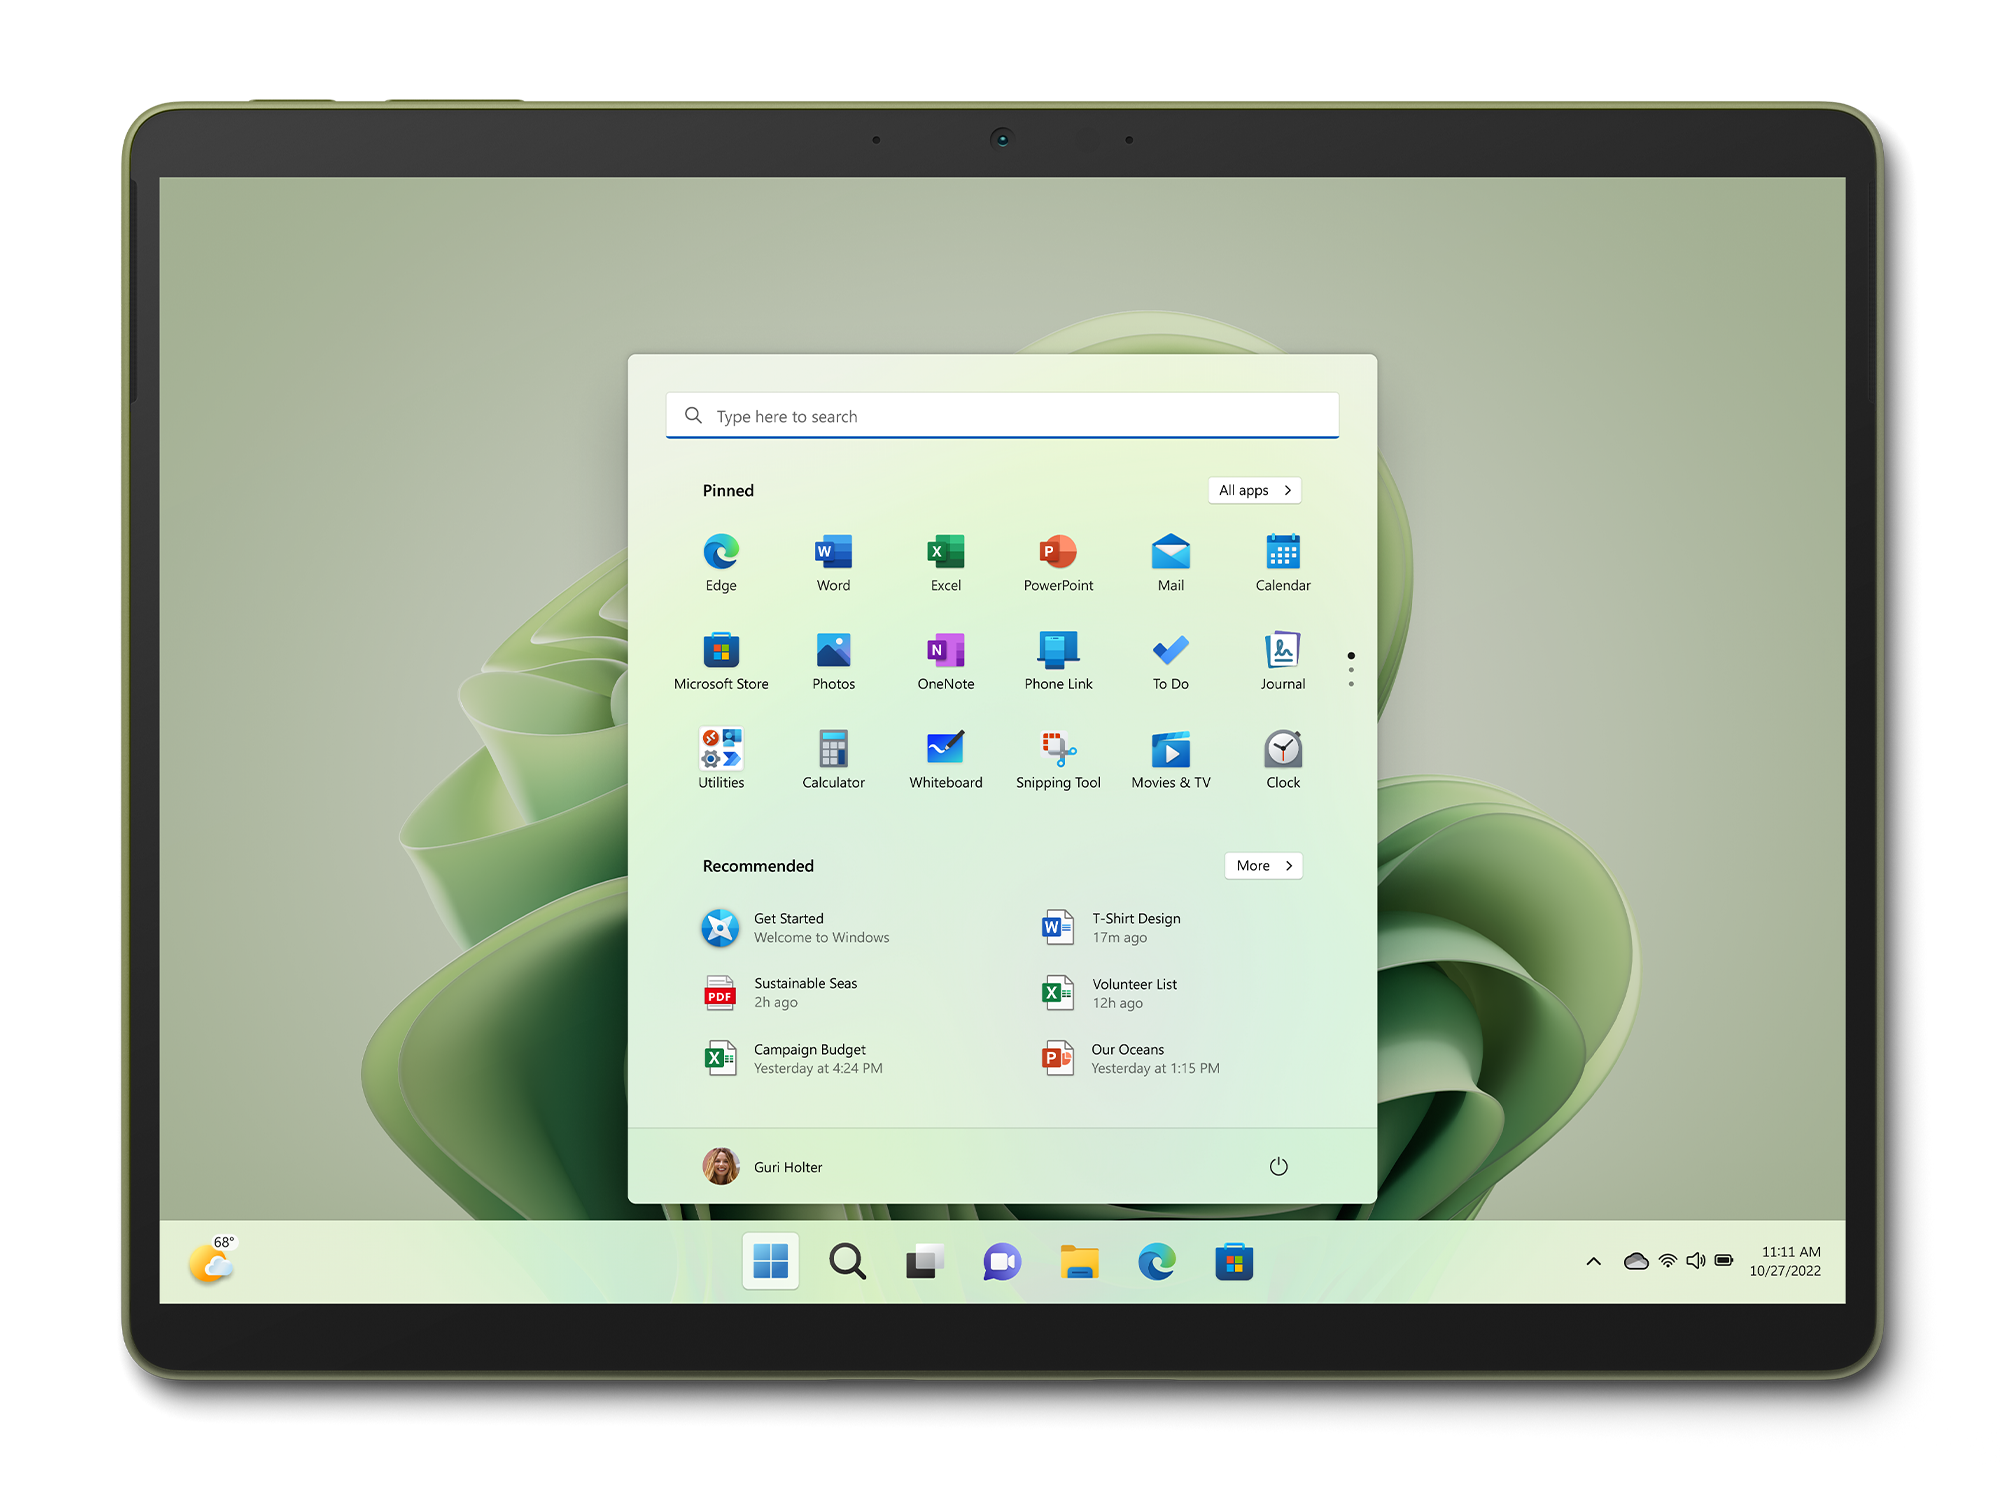 Type here to search
Pinned
All apps
Edge
Word
Excel
PowerPoint
Mail
Calendar
Microsoft Store
Photos
OneNote
Phone Link
To Do
Journal
Utilities
Calculator
Whiteboard
Snipping Tool
Movies & TV
Clock
Recommended
More
Get Started
Welcome to Windows
T-Shirt Design
17m ago
PDF
Sustainable Seas
2h ago
Volunteer List
12h ago
Campaign Budget
Yesterday at 4:24 PM
Our Oceans
Yesterday at 1:15 PM
Guri Holter
68°
11:11 AM
10/27/2022